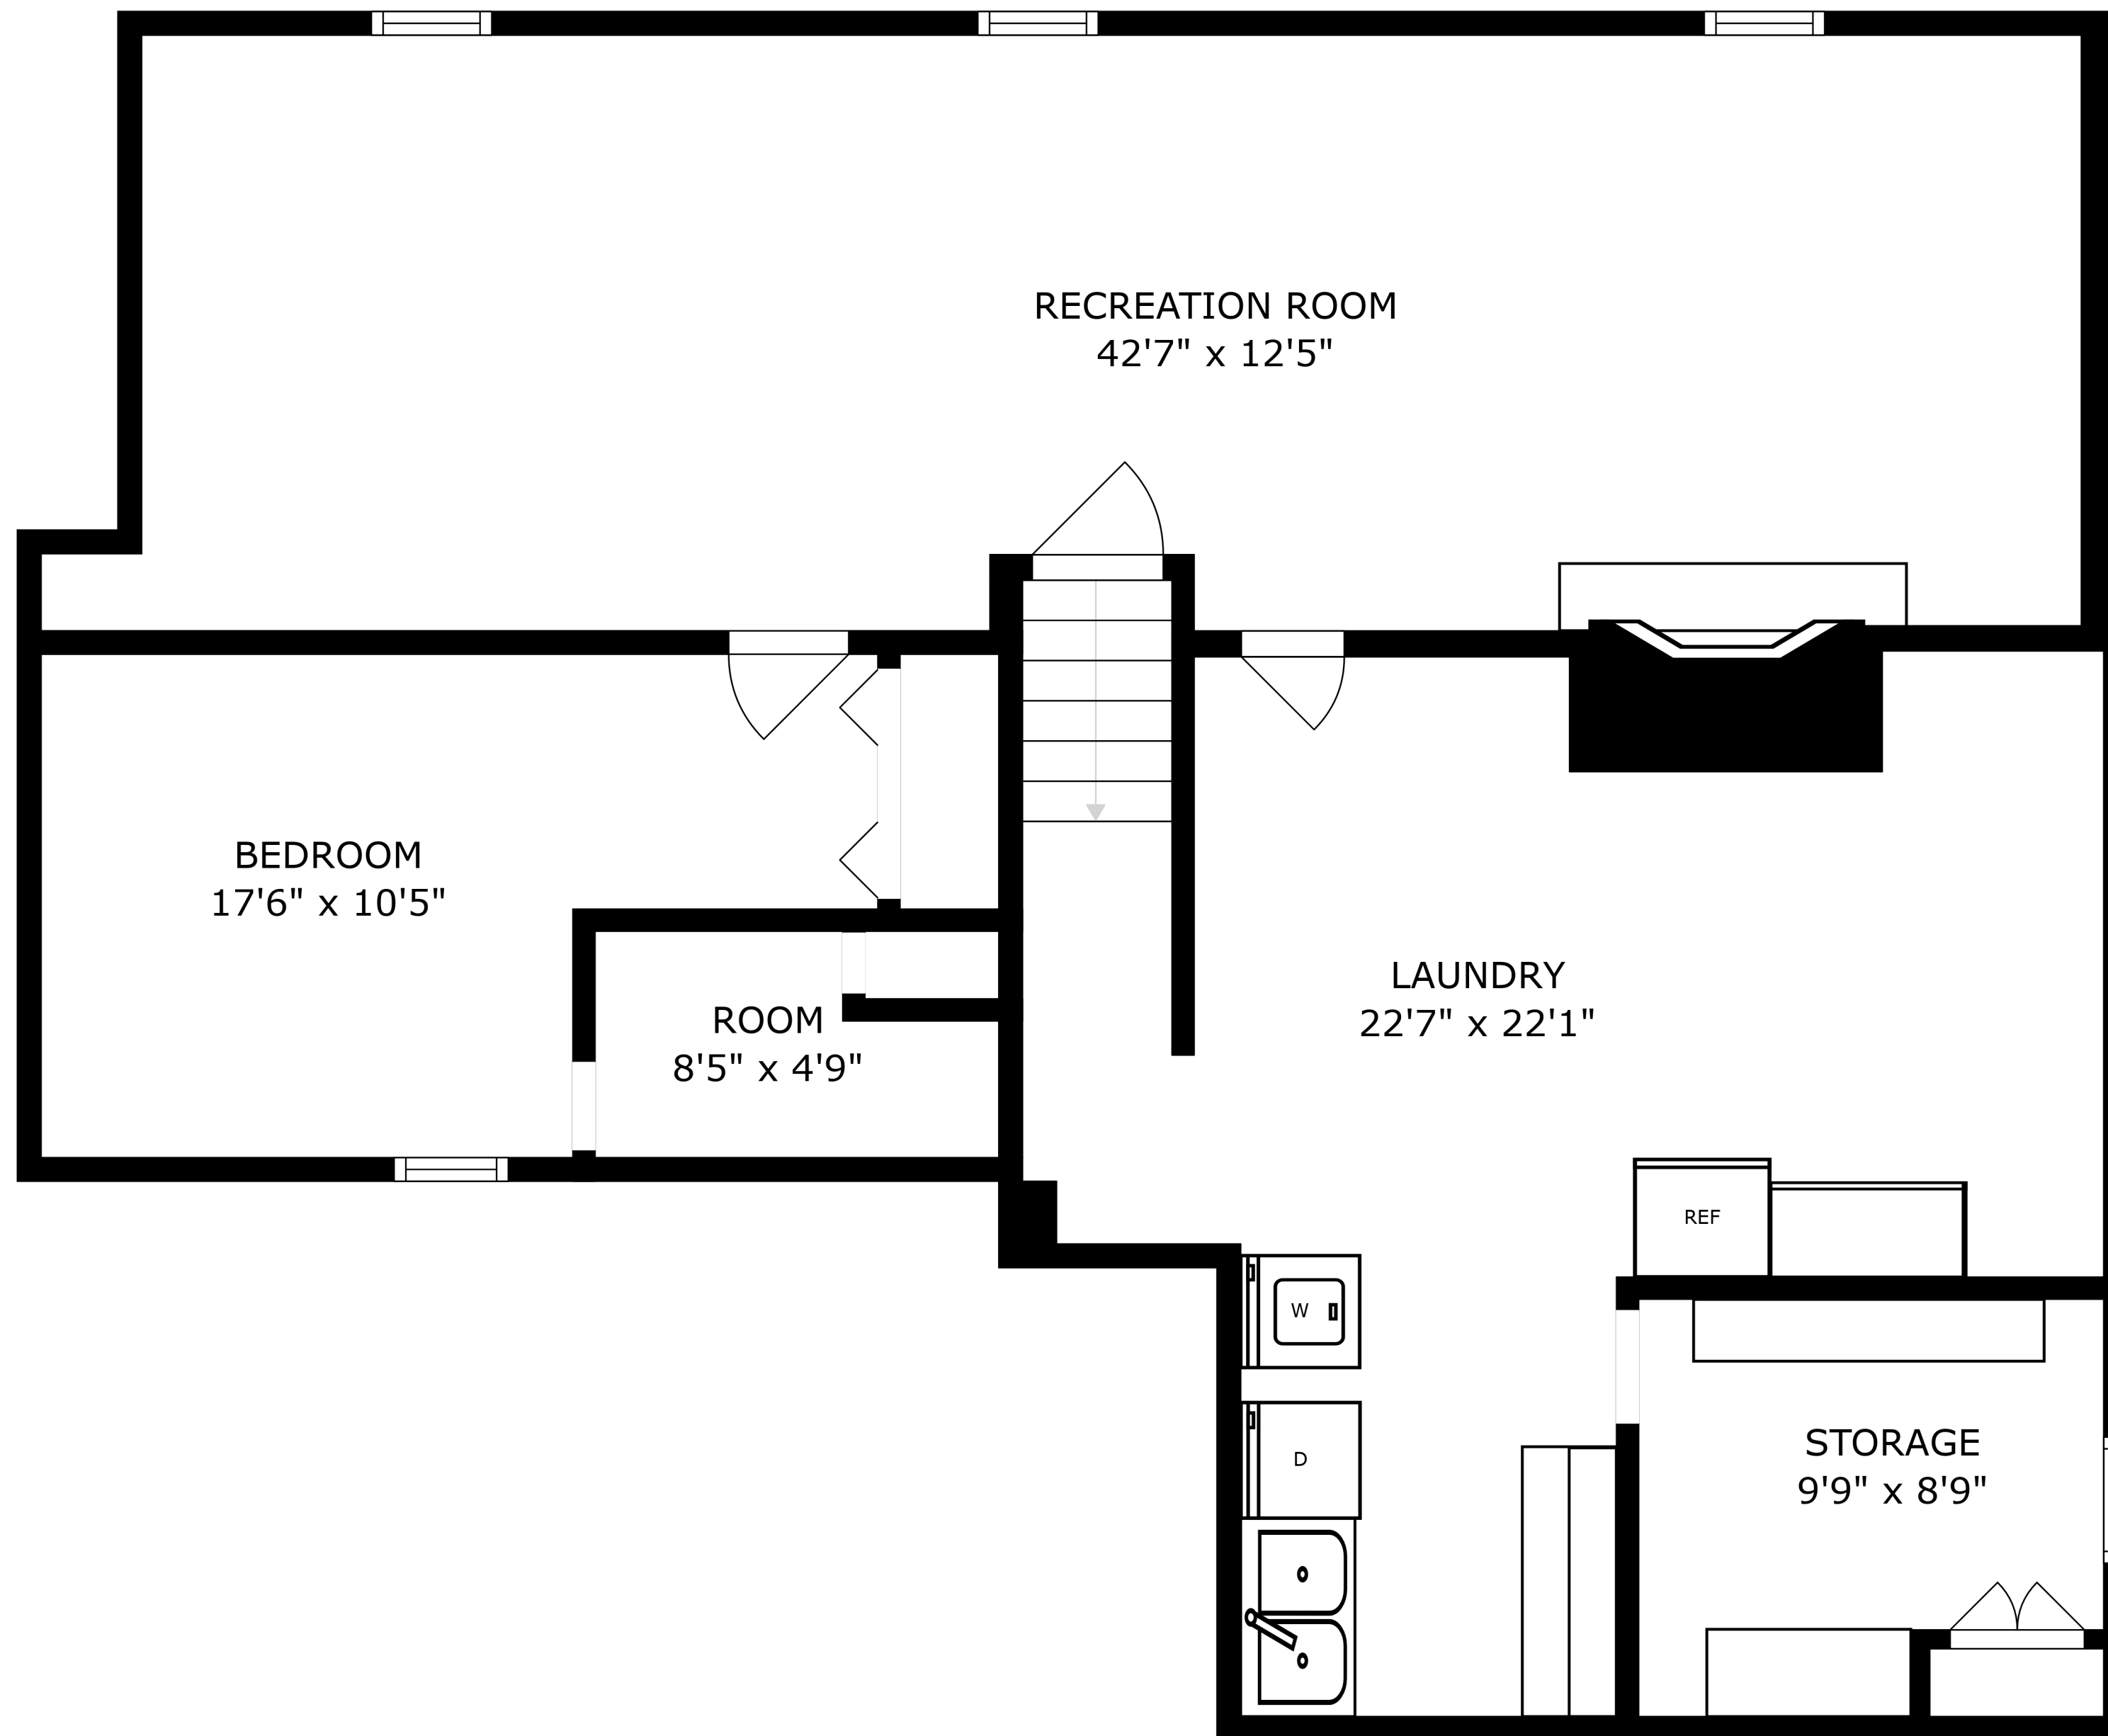 RECREATION ROOM
42'7" x 12'5"
BEDROOM
17'6" x 10'5"
ROOM
8'5" x 4'9"
LAUNDRY
22'7" x 22'1"
REF
W
D
STORAGE
9'9" x 8'9"